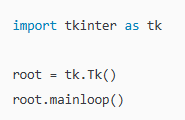 import tkinter as tk
root = tk.Tk()
root.mainloop()